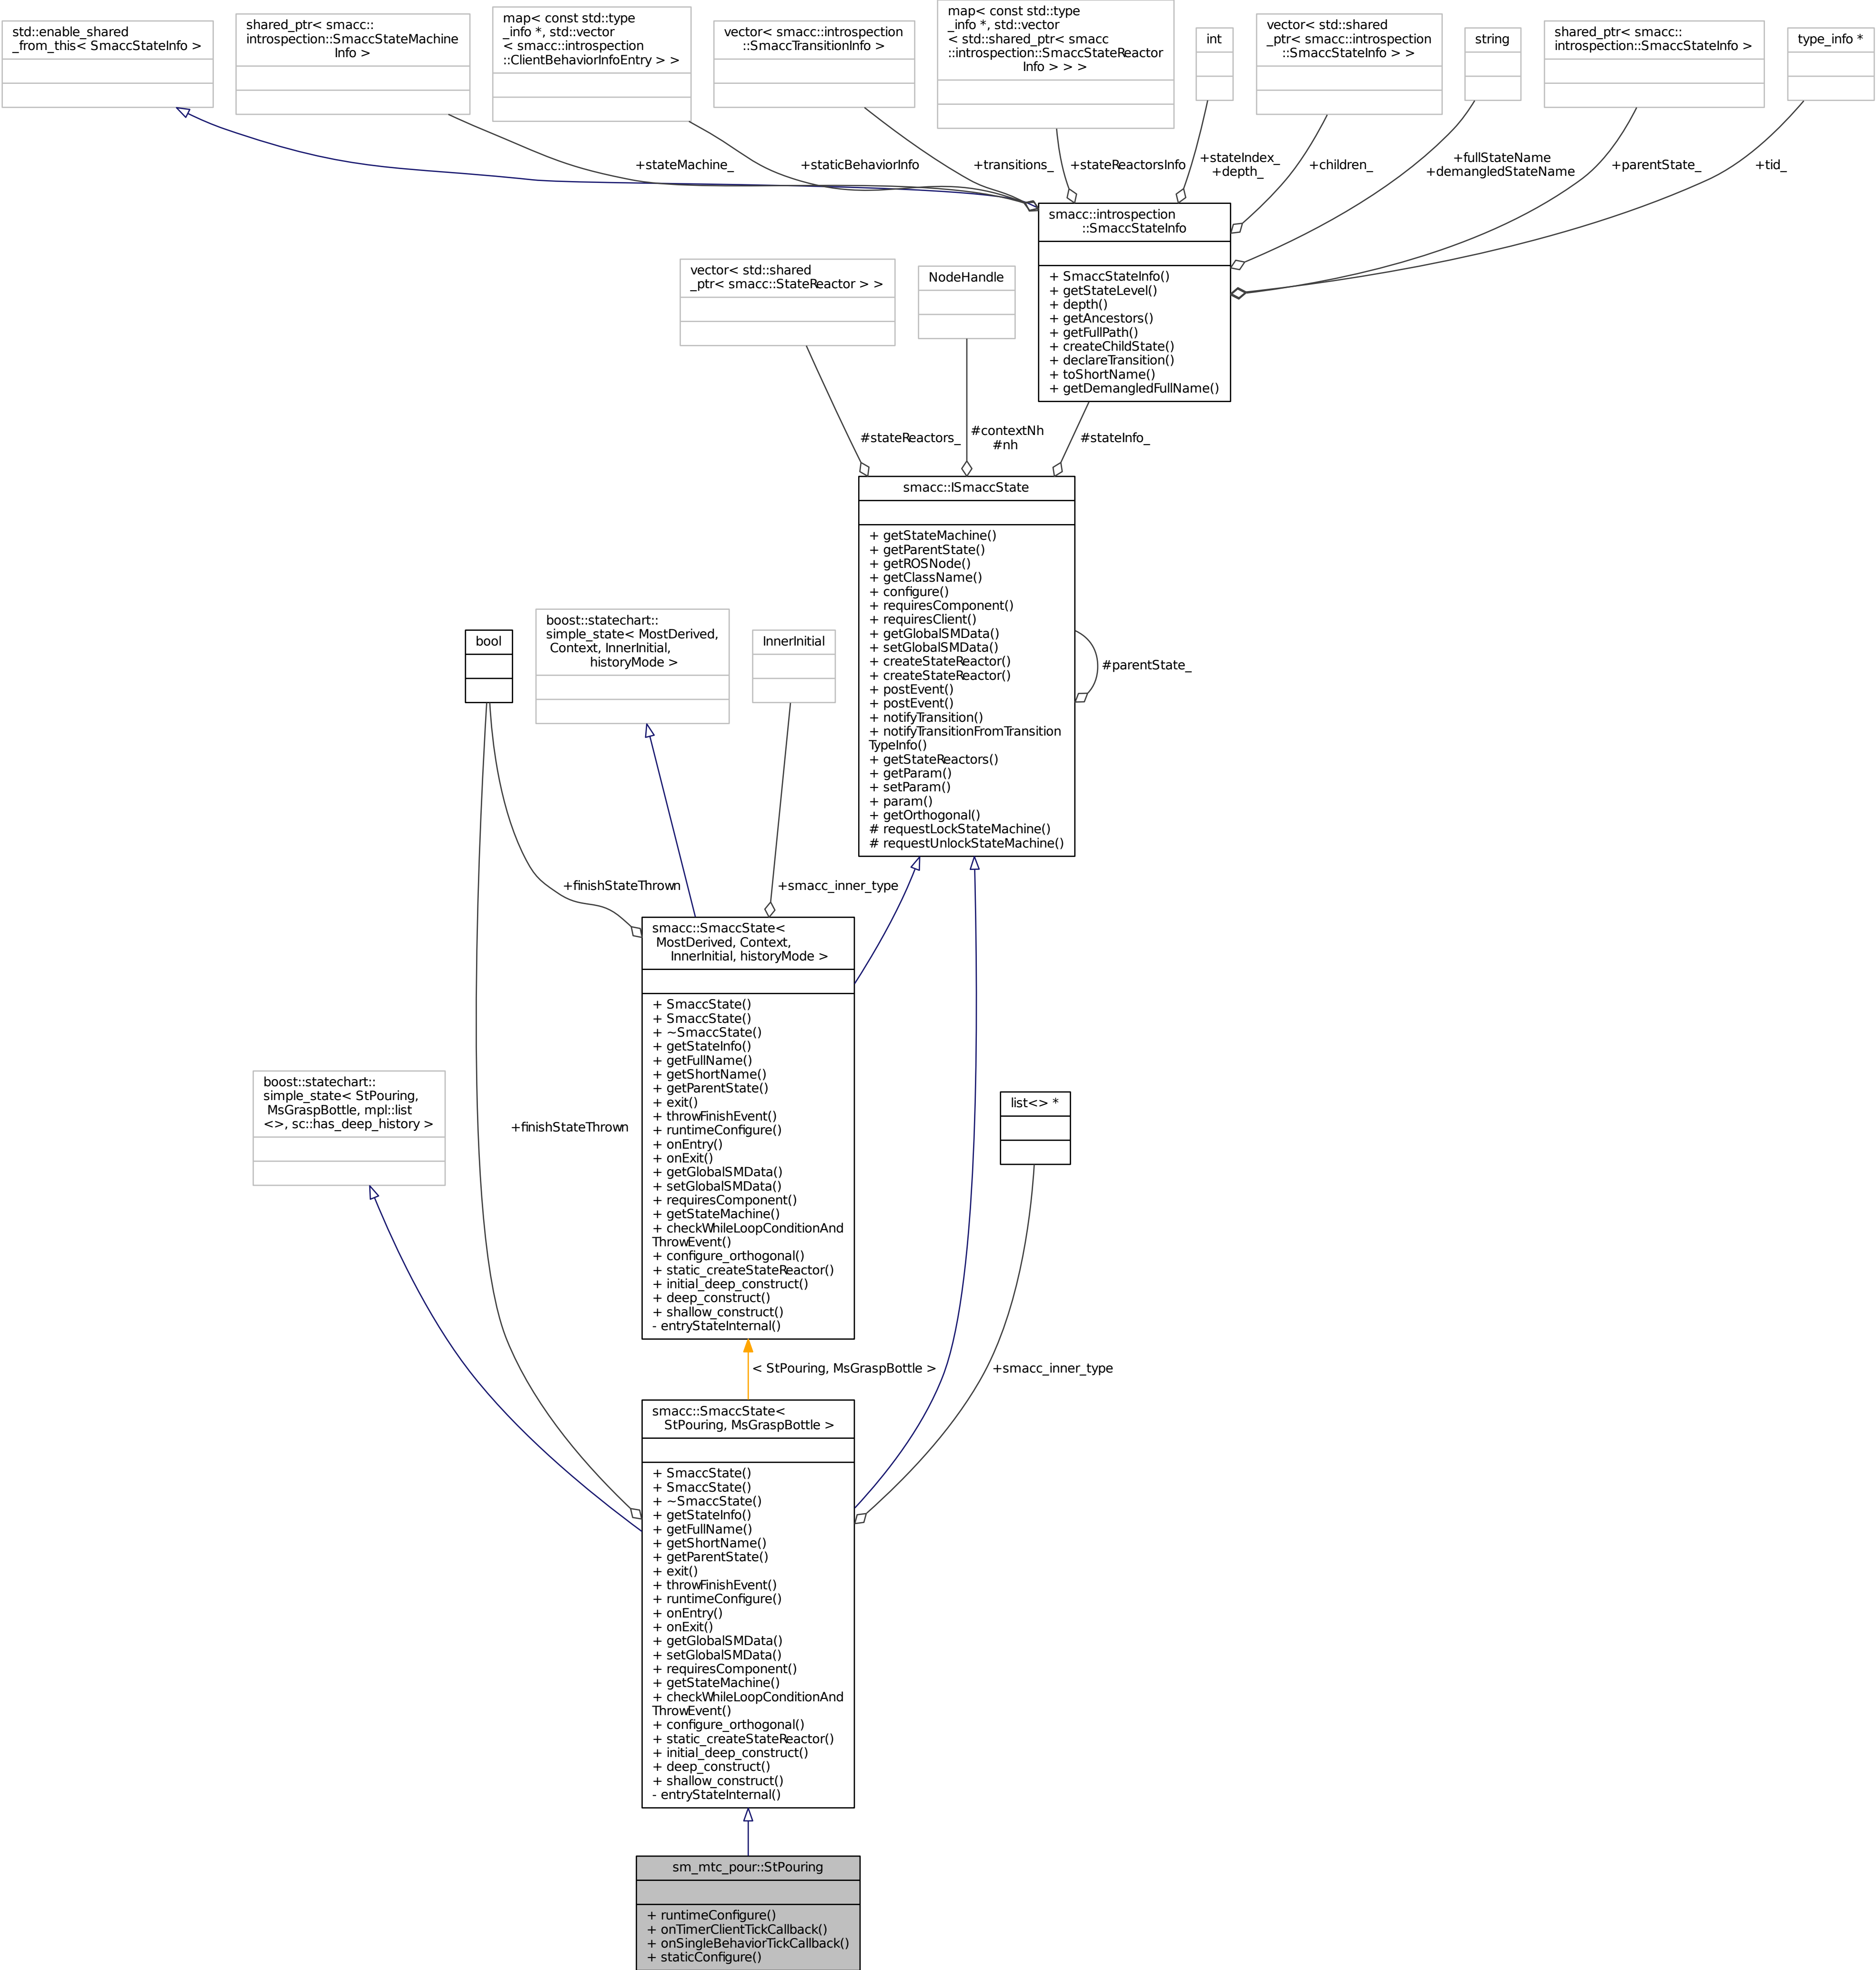 std::enable_shared
_from_this< SmaccStateInfo >
shared_ptr< smacc::
introspection::SmaccStateMachine
Info >
map< const std::type
_info *, std::vector
< smacc::introspection
::ClientBehaviorInfoEntry > >
vector< smacc::introspection
::SmaccTransitionInfo >
map< const std::type
_info *, std::vector
< std::shared_ptr< smacc
::introspection::SmaccStateReactor
Info > > >
int
vector< std::shared
_ptr< smacc::introspection
::SmaccStateInfo > >
string
shared_ptr< smacc::
introspection::SmaccStateInfo >
type_info *
+stateMachine_
+staticBehaviorInfo
+transitions_
+stateReactorsInfo
+stateIndex_
+depth_
+children_
+fullStateName
+demangledStateName
+parentState_
+tid_
smacc::introspection
::SmaccStateInfo
+ SmaccStateInfo()
+ getStateLevel()
+ depth()
+ getAncestors()
+ getFullPath()
+ createChildState()
+ declareTransition()
+ toShortName()
+ getDemangledFullName()
vector< std::shared
_ptr< smacc::StateReactor > >
NodeHandle
#stateReactors_
#contextNh
#nh
#stateInfo_
smacc::ISmaccState
+ getStateMachine()
+ getParentState()
+ getROSNode()
+ getClassName()
+ configure()
+ requiresComponent()
+ requiresClient()
+ getGlobalSMData()
+ setGlobalSMData()
+ createStateReactor()
+ createStateReactor()
+ postEvent()
+ postEvent()
+ notifyTransition()
+ notifyTransitionFromTransition
TypeInfo()
+ getStateReactors()
+ getParam()
+ setParam()
+ param()
+ getOrthogonal()
# requestLockStateMachine()
# requestUnlockStateMachine()
#parentState_
bool
boost::statechart::
simple_state< MostDerived,
Context, InnerInitial,
historyMode >
InnerInitial
+finishStateThrown
+smacc_inner_type
smacc::SmaccState<
MostDerived, Context,
InnerInitial, historyMode >
+ SmaccState()
+ SmaccState()
+ ~SmaccState()
+ getStateInfo()
+ getFullName()
+ getShortName()
+ getParentState()
+ exit()
+ throwFinishEvent()
+ runtimeConfigure()
+ onEntry()
+ onExit()
+ getGlobalSMData()
+ setGlobalSMData()
+ requiresComponent()
+ getStateMachine()
+ checkWhileLoopConditionAnd
ThrowEvent()
+ configure_orthogonal()
+ static_createStateReactor()
+ initial_deep_construct()
+ deep_construct()
+ shallow_construct()
- entryStateInternal()
boost::statechart::
simple_state< StPouring,
MsGraspBottle, mpl::list
<>, sc::has_deep_history >
+finishStateThrown
list<> *
< StPouring, MsGraspBottle >
+smacc_inner_type
smacc::SmaccState<
StPouring, MsGraspBottle >
+ SmaccState()
+ SmaccState()
+ ~SmaccState()
+ getStateInfo()
+ getFullName()
+ getShortName()
+ getParentState()
+ exit()
+ throwFinishEvent()
+ runtimeConfigure()
+ onEntry()
+ onExit()
+ getGlobalSMData()
+ setGlobalSMData()
+ requiresComponent()
+ getStateMachine()
+ checkWhileLoopConditionAnd
ThrowEvent()
+ configure_orthogonal()
+ static_createStateReactor()
+ initial_deep_construct()
+ deep_construct()
+ shallow_construct()
- entryStateInternal()
sm_mtc_pour::StPouring
+ runtimeConfigure()
+ onTimerClientTickCallback()
+ onSingleBehaviorTickCallback()
+ staticConfigure()